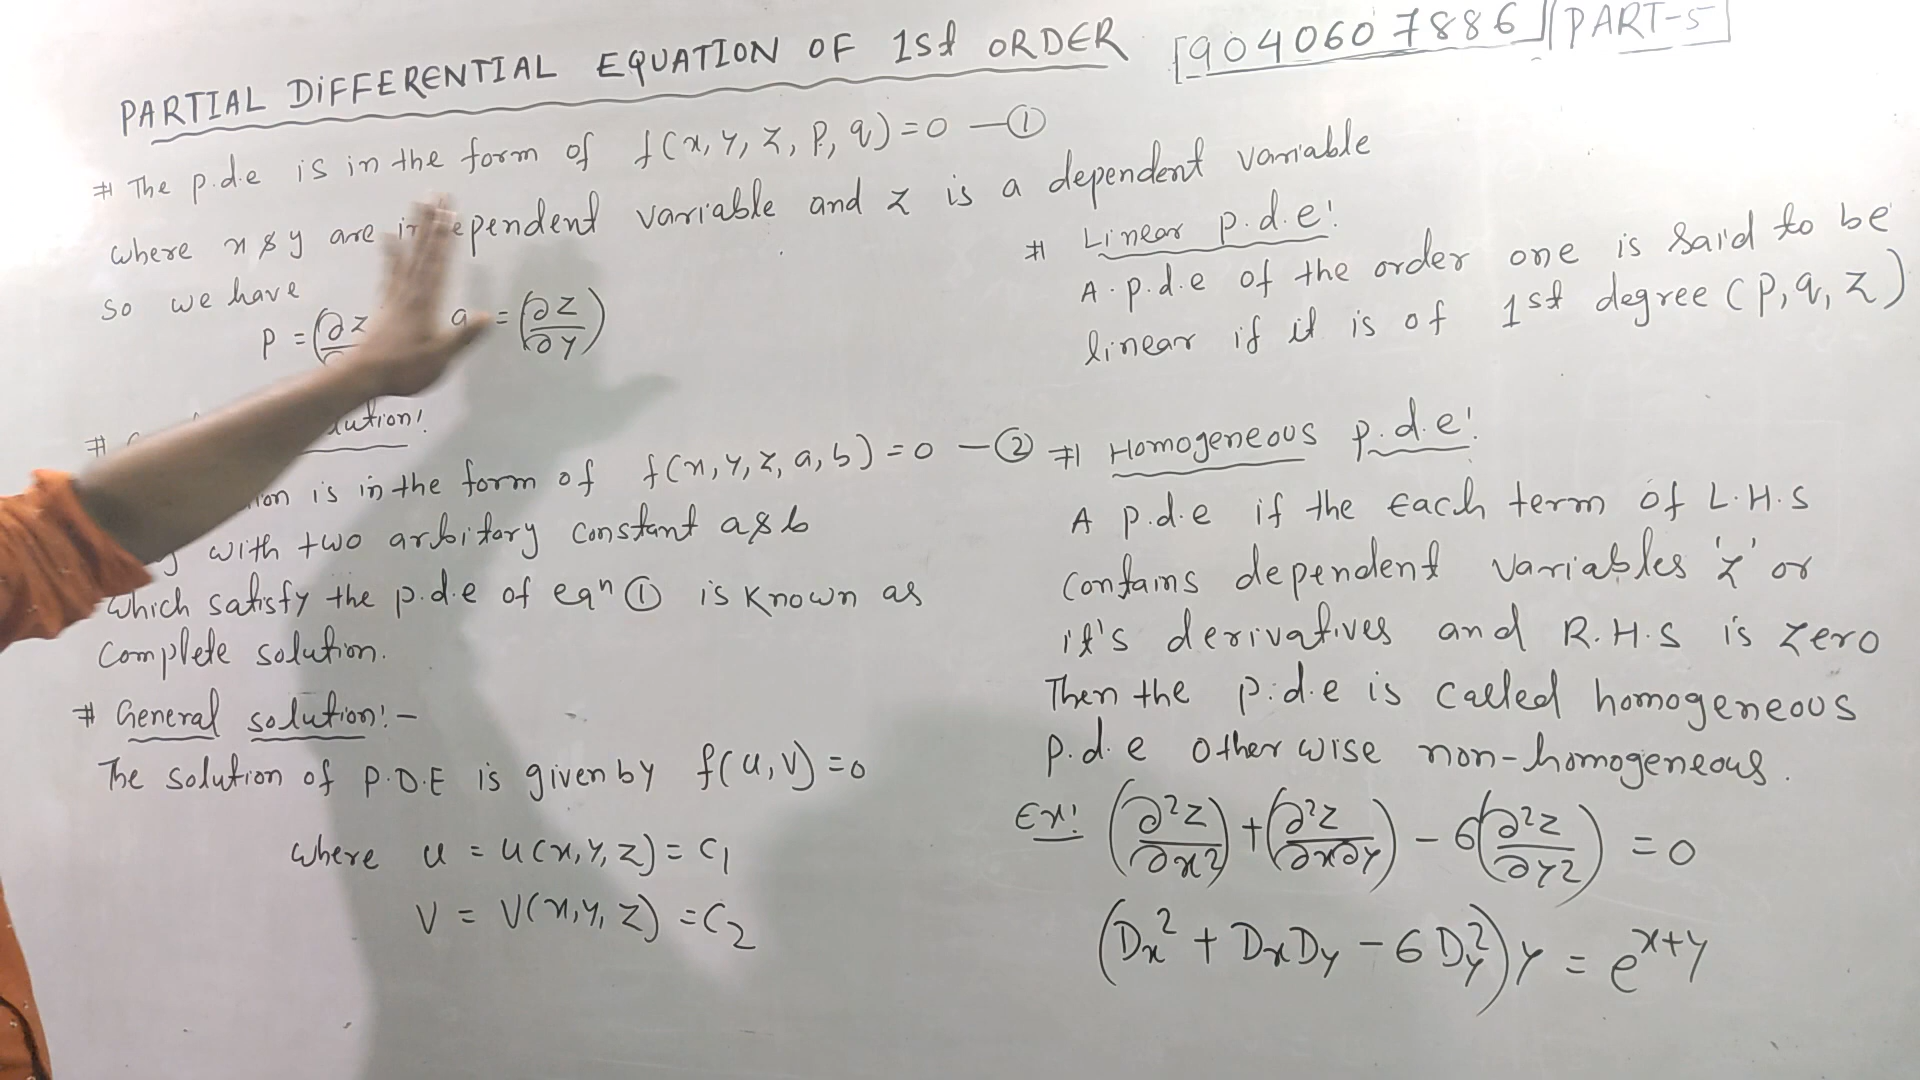 PARTIAL DIFFERENTIAL EQUATION OF 1st ORDER [9040607886] | PART-5
# The p.d.e is in the form of f(x, y, z, p, q) = 0 —①
where x & y are independent variable and z is a dependent variable
So we have
P = (∂z q = (∂z/∂y)
ution!
ion is in the form of f(x, y, z, a, b) = 0 —②
with two arbitary constant a & b
which satisfy the p.d.e of eqⁿ ① is known as
complete solution.
# General solution:-
The solution of P.D.E is given by f(u, v) = 0
where u = u(x, y, z) = c₁
v = v(x, y, z) = c₂
# Linear p.d.e!
A.p.d.e of the order one is said to be
linear if it is of 1st degree (p, q, z)
# Homogeneous p.d.e!
A p.d.e if the each term of L.H.S
contains dependent variables 'z' or
it's derivatives and R.H.S is zero
Then the p.d.e is called homogeneous
p.d.e otherwise non-homogeneous.
Ex! (∂²z/∂x²) + (∂²z/∂x∂y) - 6(∂²z/∂y²) = 0
(Dx² + DxDy - 6Dy²)y = e^(x+y)